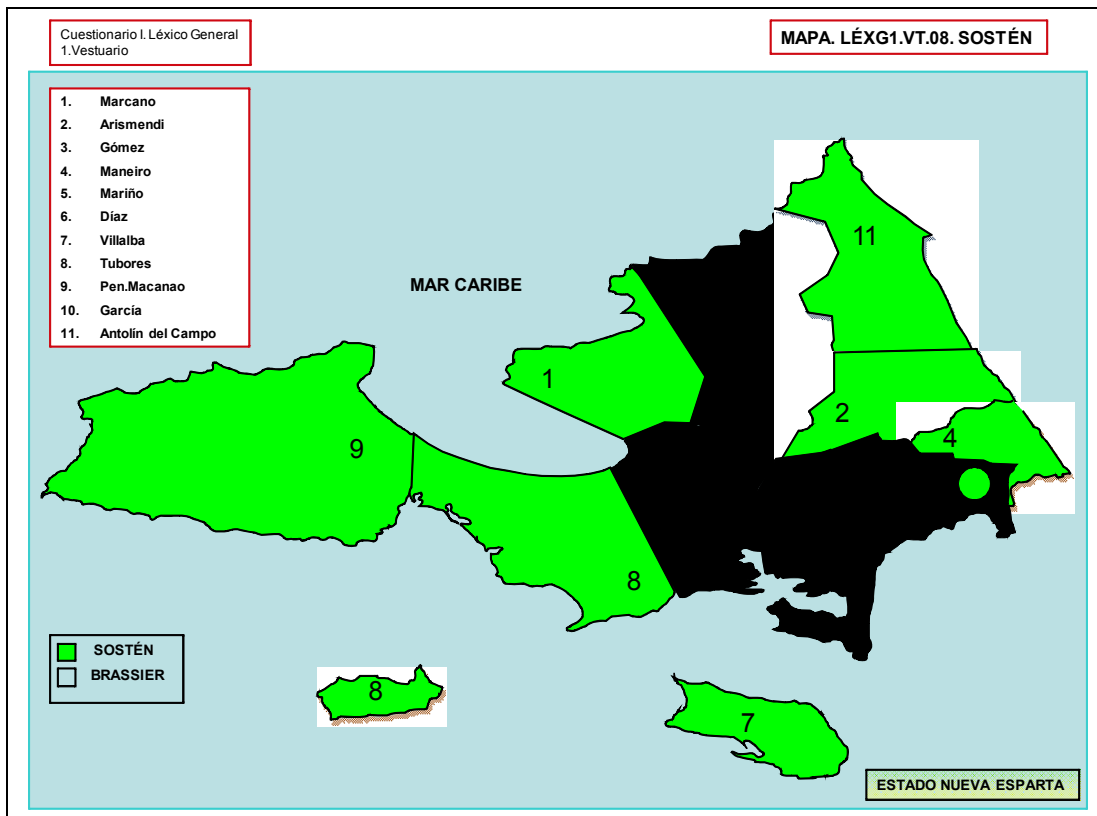 Cuestionario I. Léxico General
1.Vestuario
MAPA. LÉXG1.VT.08. SOSTÉN
1. Marcano
2. Arismendi
3. Gómez
4. Maneiro
5. Mariño
6. Díaz
7. Villalba
8. Tubores
9. Pen.Macanao
10. García
11. Antolín del Campo
MAR CARIBE
11
1
2
4
9
8
8
7
SOSTÉN
BRASSIER
ESTADO NUEVA ESPARTA